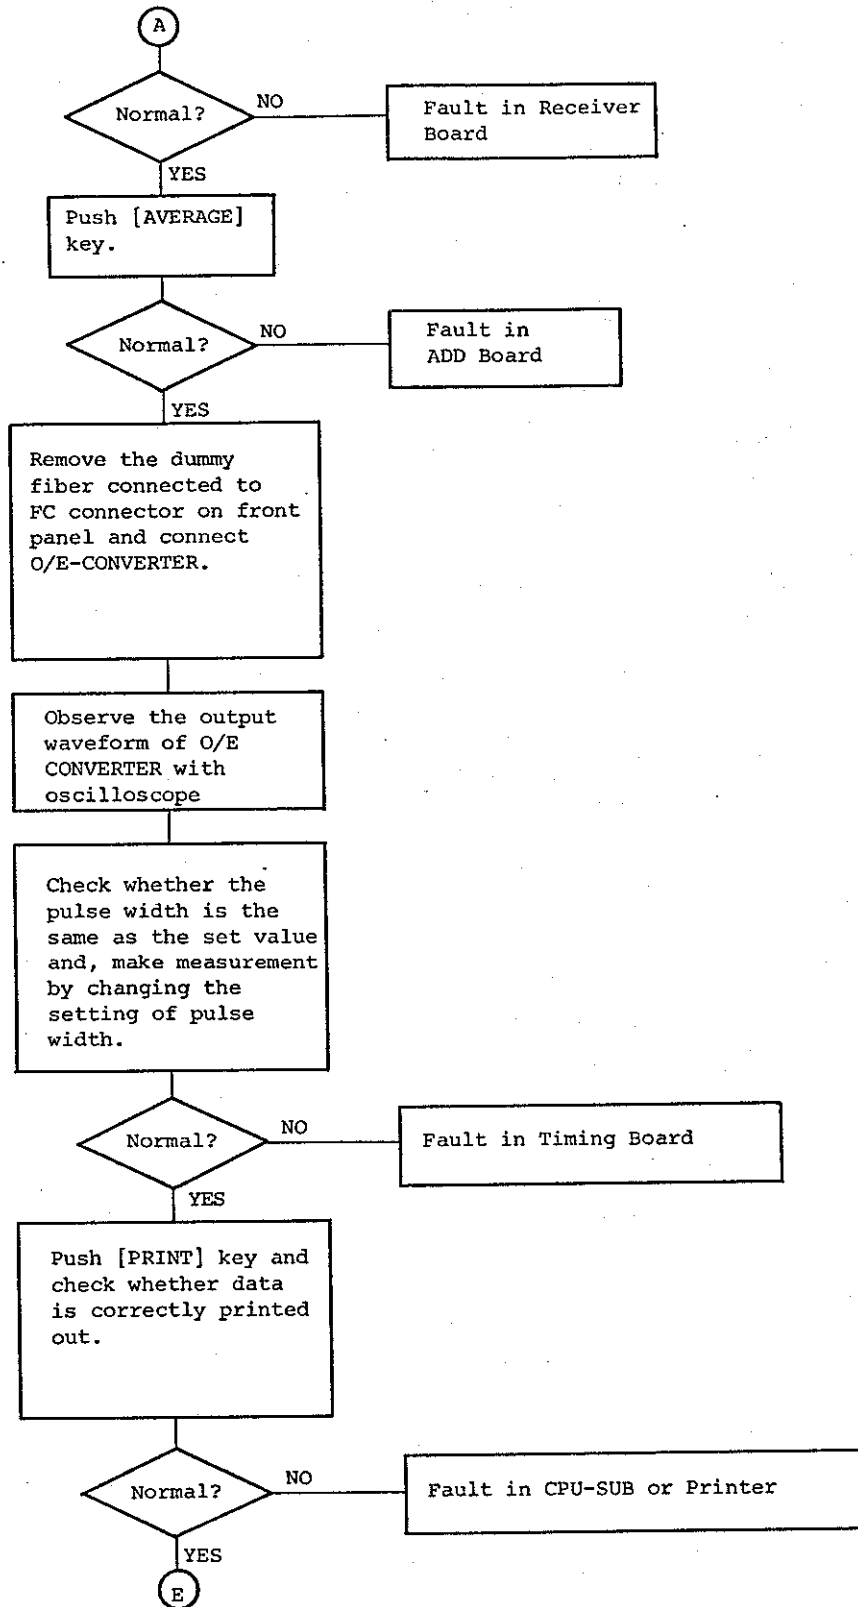 A
Normal?
NO
Fault in Receiver
Board
YES
Push [AVERAGE]
key.
Normal?
NO
Fault in
ADD Board
YES
Remove the dummy
fiber connected to
FC connector on front
panel and connect
O/E-CONVERTER.
Observe the output
waveform of O/E
CONVERTER with
oscilloscope
Check whether the
pulse width is the
same as the set value
and, make measurement
by changing the
setting of pulse
width.
Normal?
NO
Fault in Timing Board
YES
Push [PRINT] key and
check whether data
is correctly printed
out.
Normal?
NO
Fault in CPU-SUB or Printer
YES
E